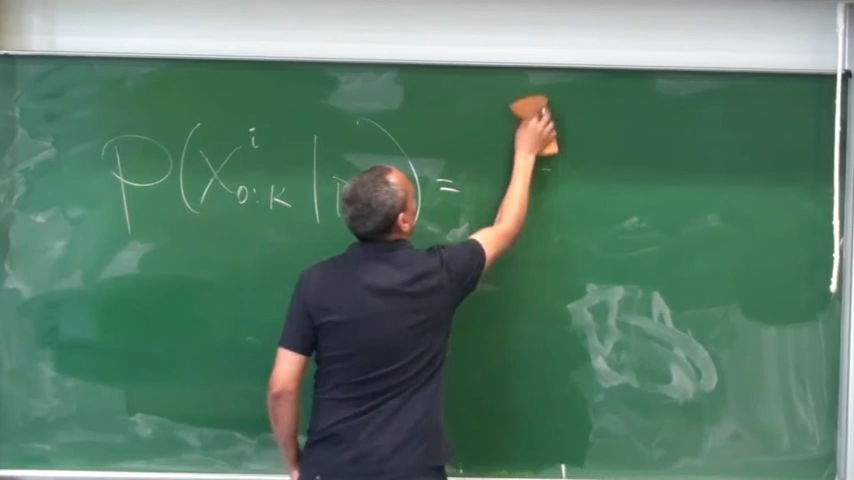 P(X^i_{0:K} | ) =